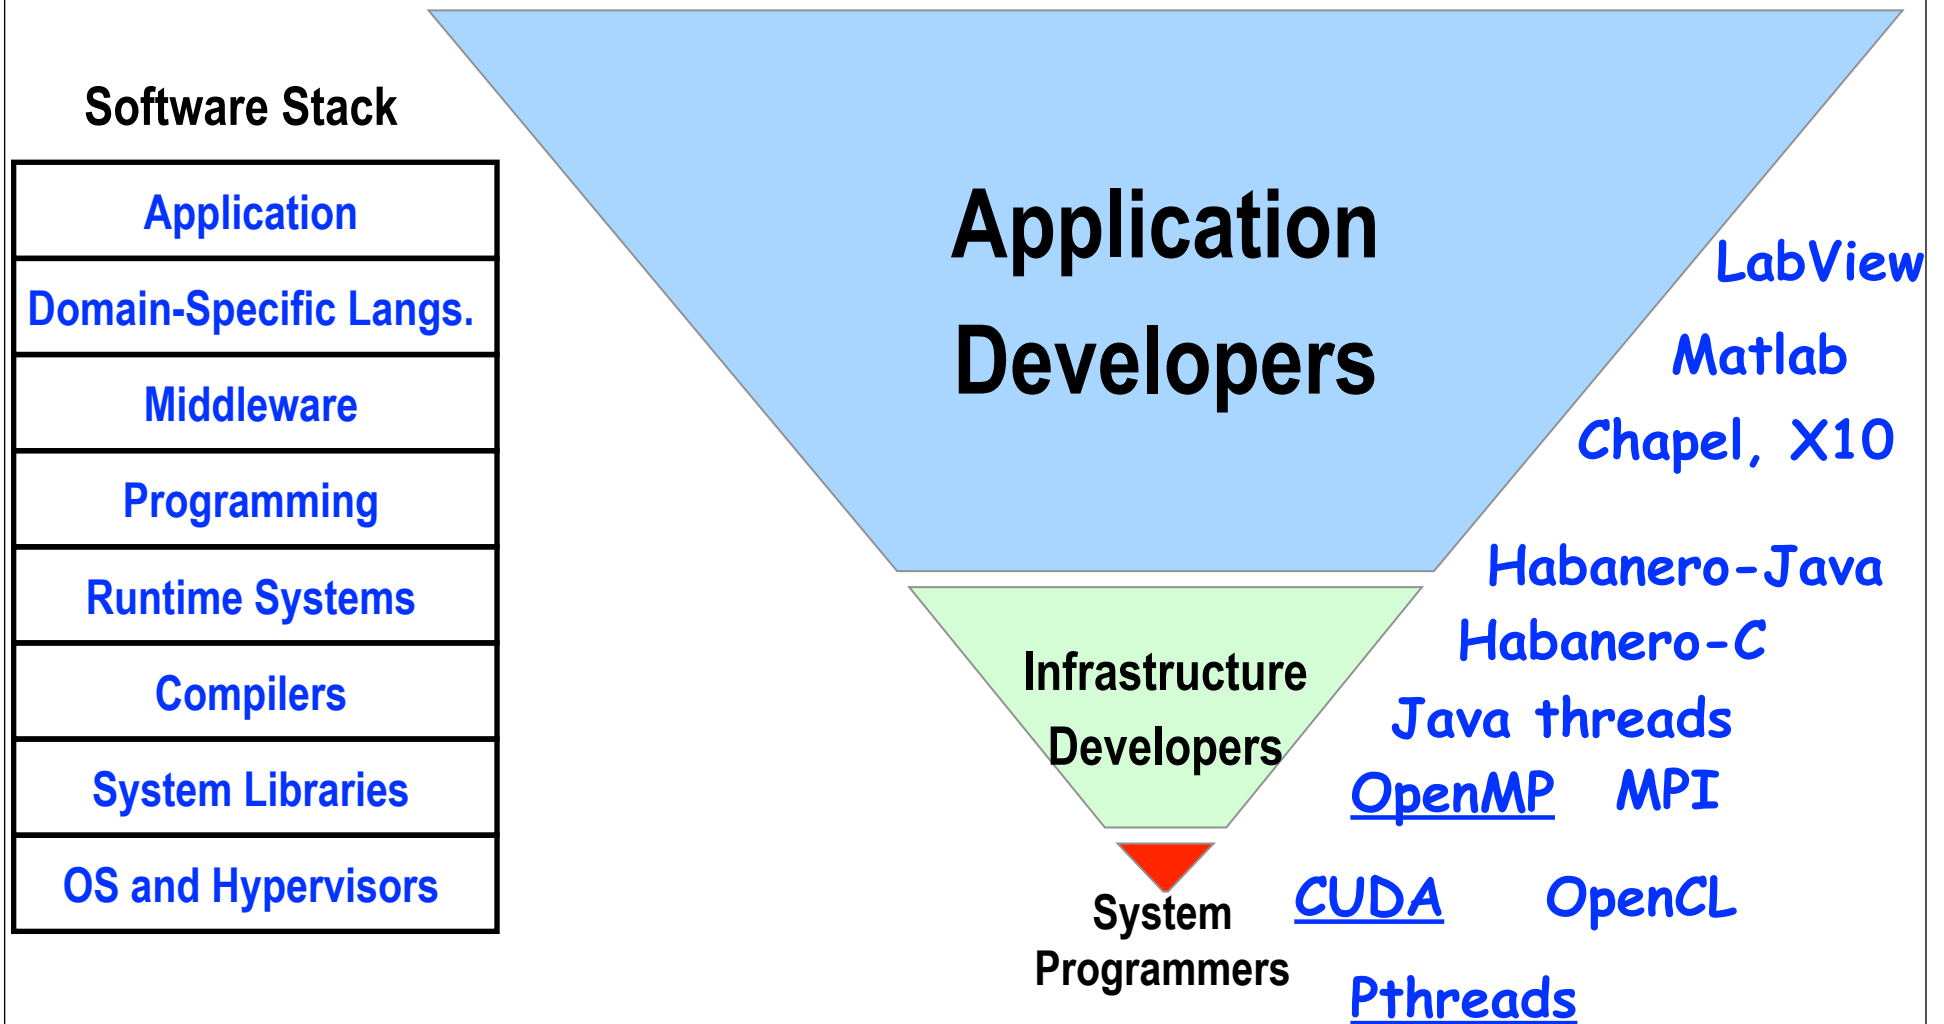 Software Stack
Application
Domain-Specific Langs.
Middleware
Programming
Runtime Systems
Compilers
System Libraries
OS and Hypervisors
Application
Developers
Infrastructure
Developers
System
Programmers
LabView
Matlab
Chapel, X10
Habanero-Java
Habanero-C
Java threads
OpenMP MPI
CUDA OpenCL
Pthreads